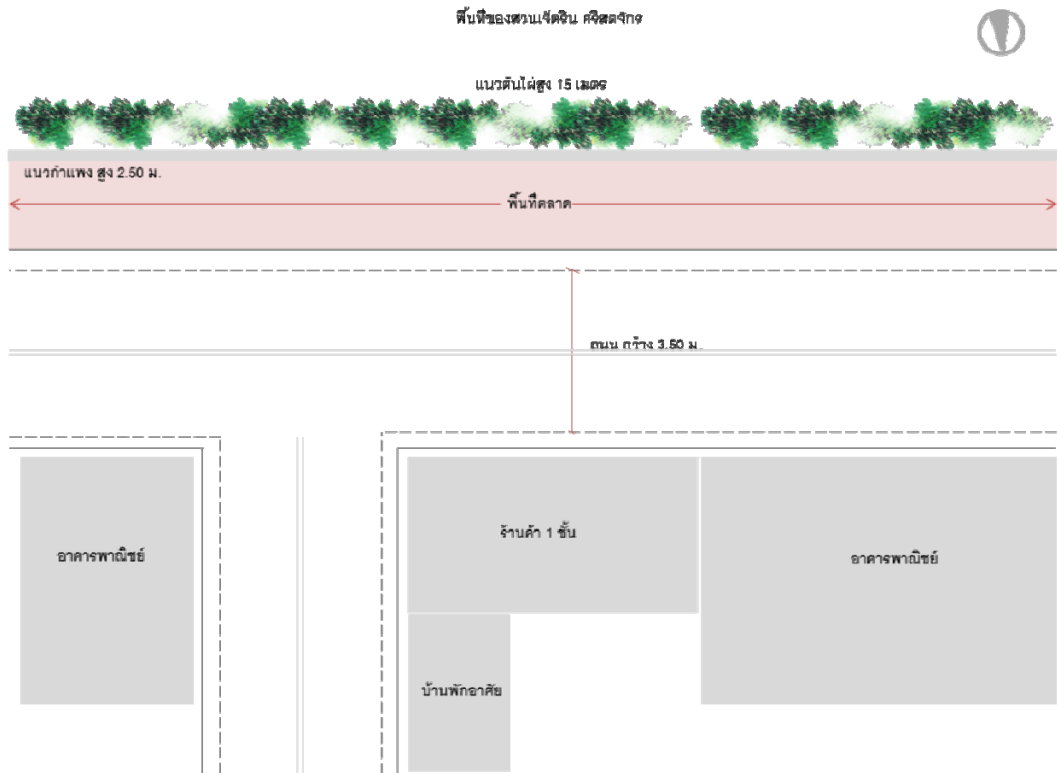 พื้นที่ของสวนเจ็ดริน คริสตจักร
แนวต้นไผ่สูง 15 เมตร
แนวกำแพง สูง 2.50 ม.
พื้นที่ตลาด
ถนน กว้าง 3.50 ม.
ร้านค้า 1 ชั้น
อาคารพาณิชย์
อาคารพาณิชย์
บ้านพักอาศัย